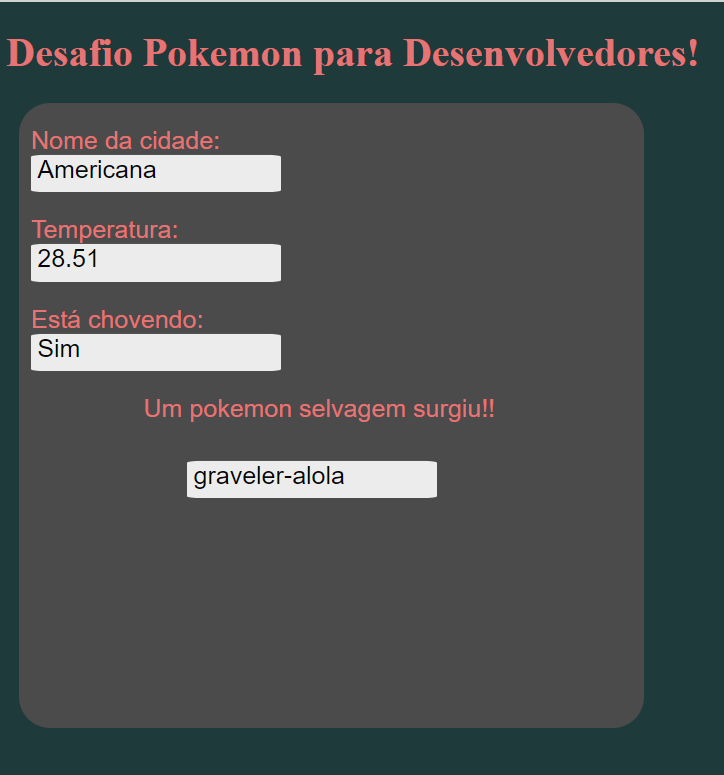 Desafio Pokemon para Desenvolvedores!
Nome da cidade:
Americana
Temperatura:
28.51
Está chovendo:
Sim
Um pokemon selvagem surgiu!!
graveler-alola